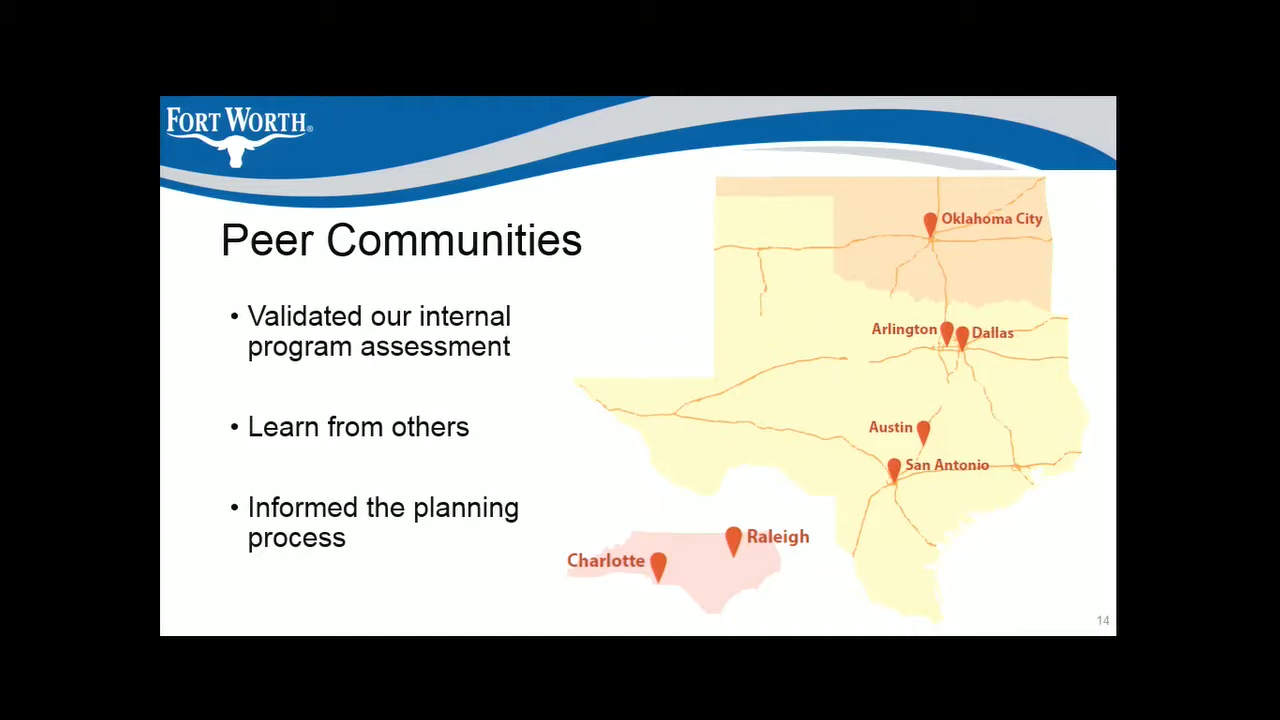 FORT WORTH®
Peer Communities
• Validated our internal
program assessment
• Learn from others
• Informed the planning
process
Oklahoma City
Arlington
Dallas
Austin
San Antonio
Raleigh
Charlotte
14